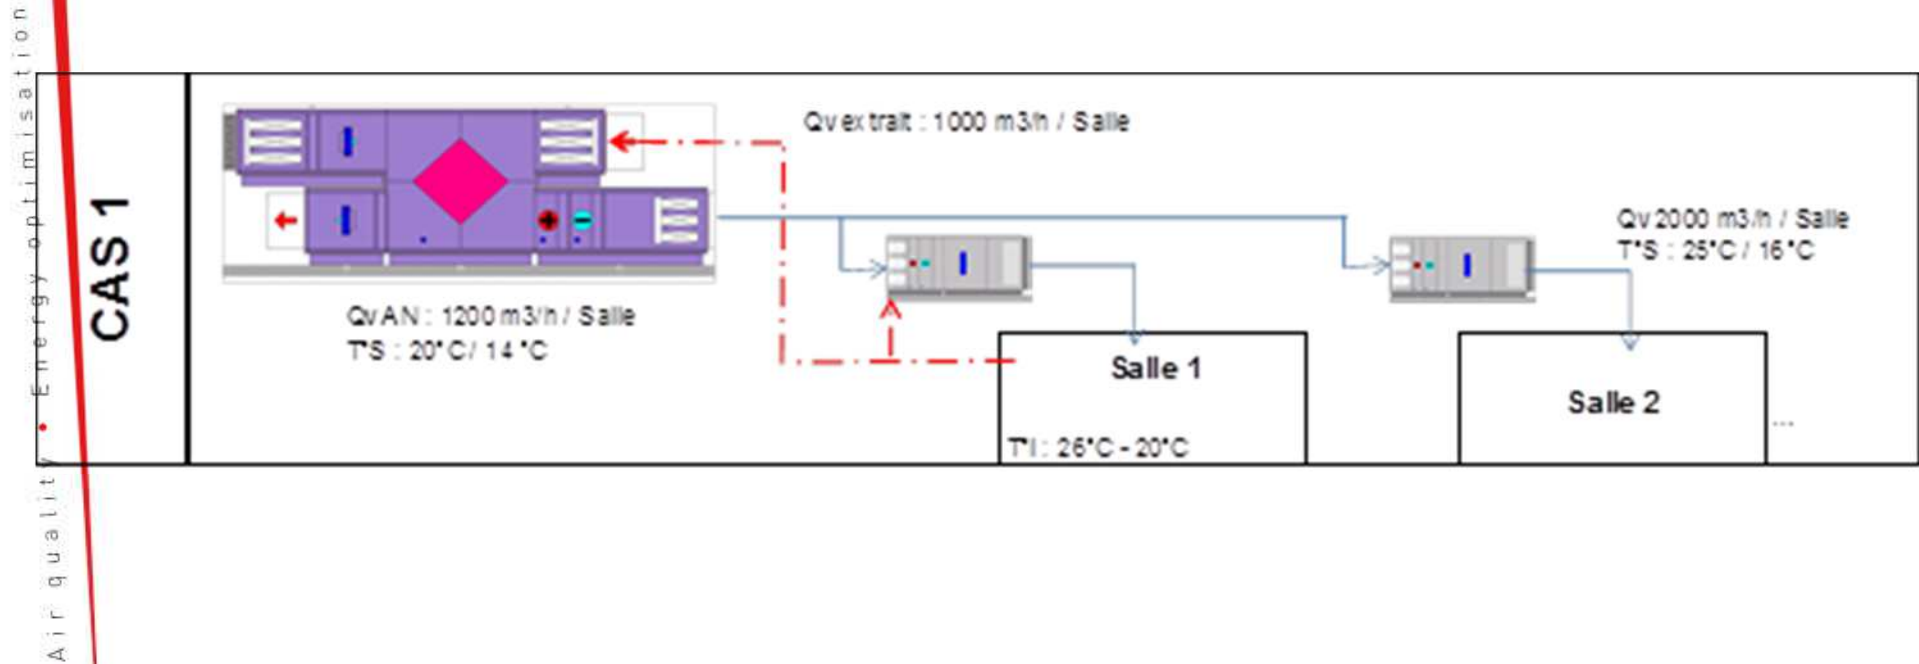 Air quality • Energy optimisation
CAS 1
Qv extrait : 1000 m3/h / Salle
Qv 2000 m3/h / Salle
T°S : 25°C / 16°C
QvAN : 1200 m3/h / Salle
T°S : 20°C / 14 °C
Salle 1
T°I : 26°C - 20°C
Salle 2
...